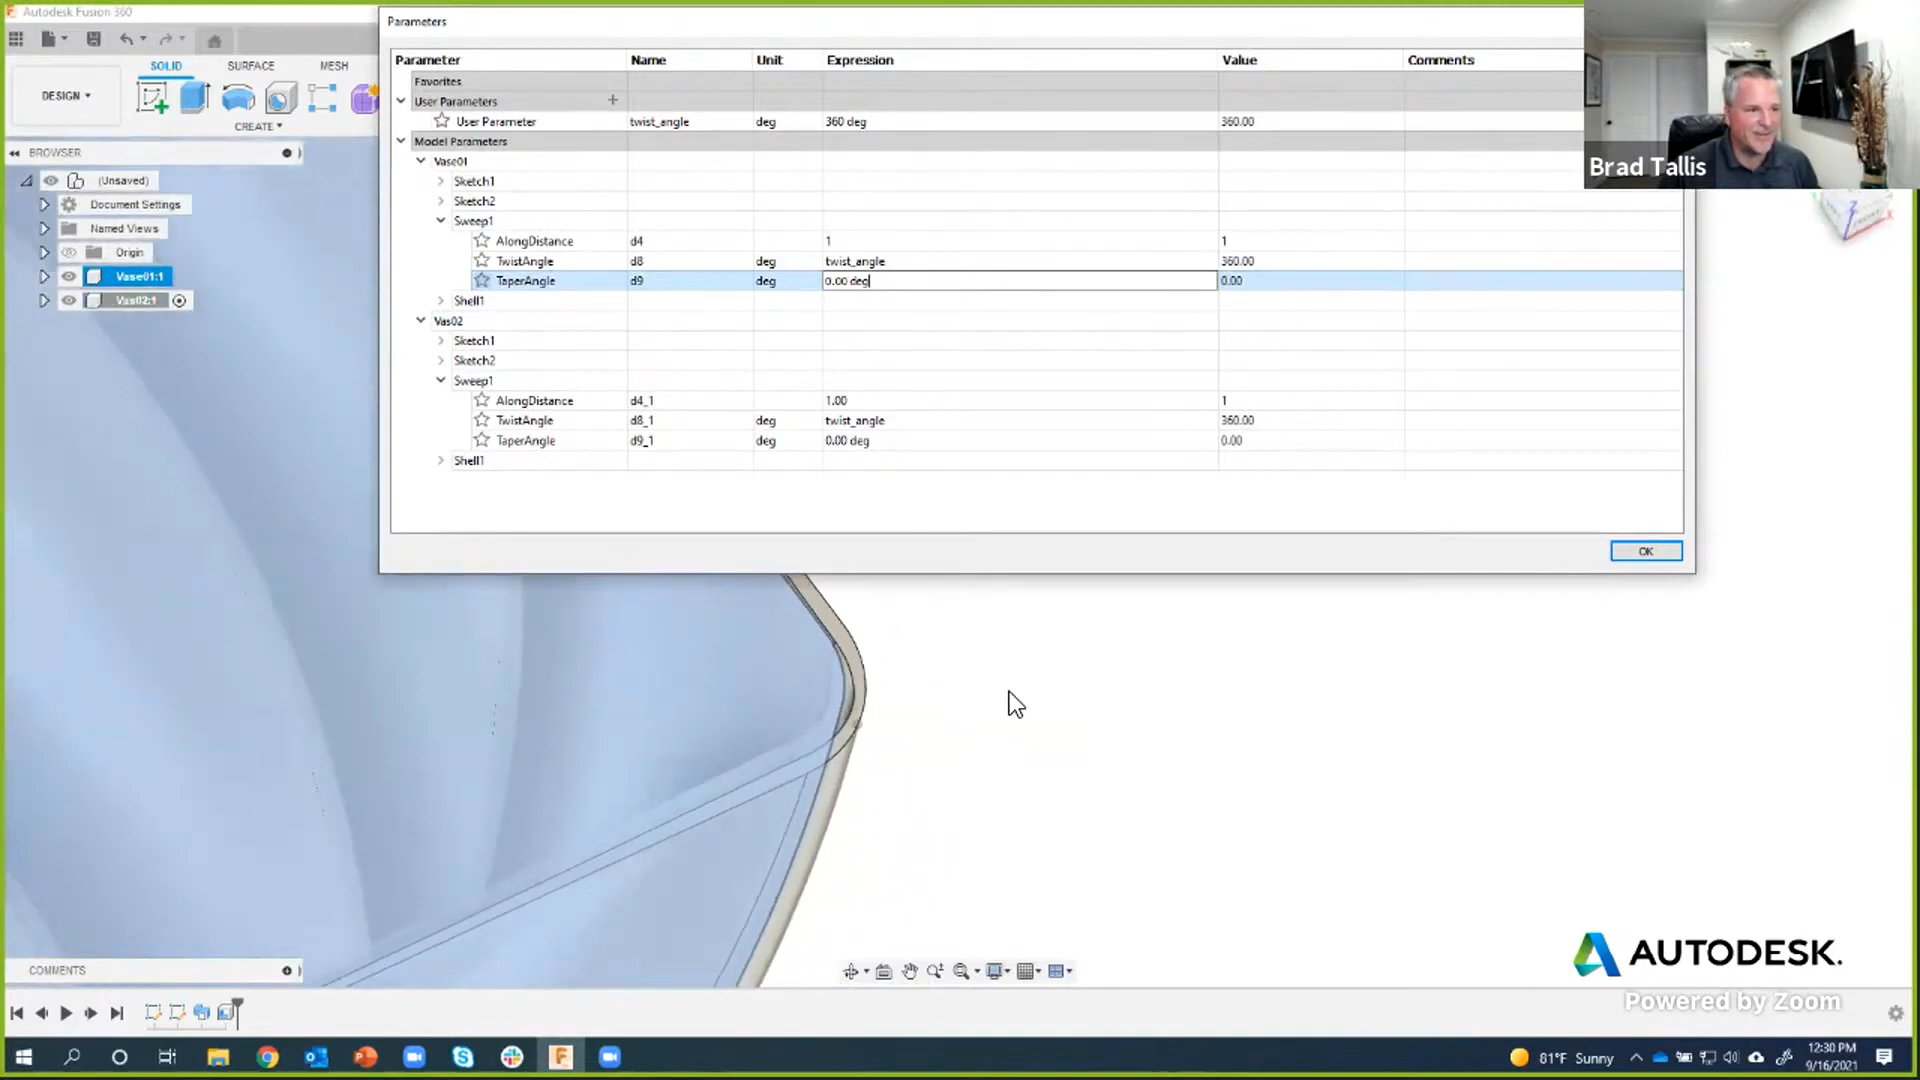 Autodesk Fusion 360
Parameters
SOLID SURFACE MESH
DESIGN
CREATE
BROWSER
(Unsaved)
Document Settings
Named Views
Origin
Vase01:1
Vas02:1
Parameter Name Unit Expression Value Comments
Favorites
User Parameters +
User Parameter twist_angle deg 360 deg 360.00
Model Parameters
Vase01
Sketch1
Sketch2
Sweep1
AlongDistance d4 1 1
TwistAngle d8 deg twist_angle 360.00
TaperAngle d9 deg 0.00 deg 0.00
Shell1
Vas02
Sketch1
Sketch2
Sweep1
AlongDistance d4_1 1.00 1
TwistAngle d8_1 deg twist_angle 360.00
TaperAngle d9_1 deg 0.00 deg 0.00
Shell1
OK
Brad Tallis
Z
X
COMMENTS
AUTODESK.
Powered by Zoom
81°F Sunny
12:30 PM
9/16/2021